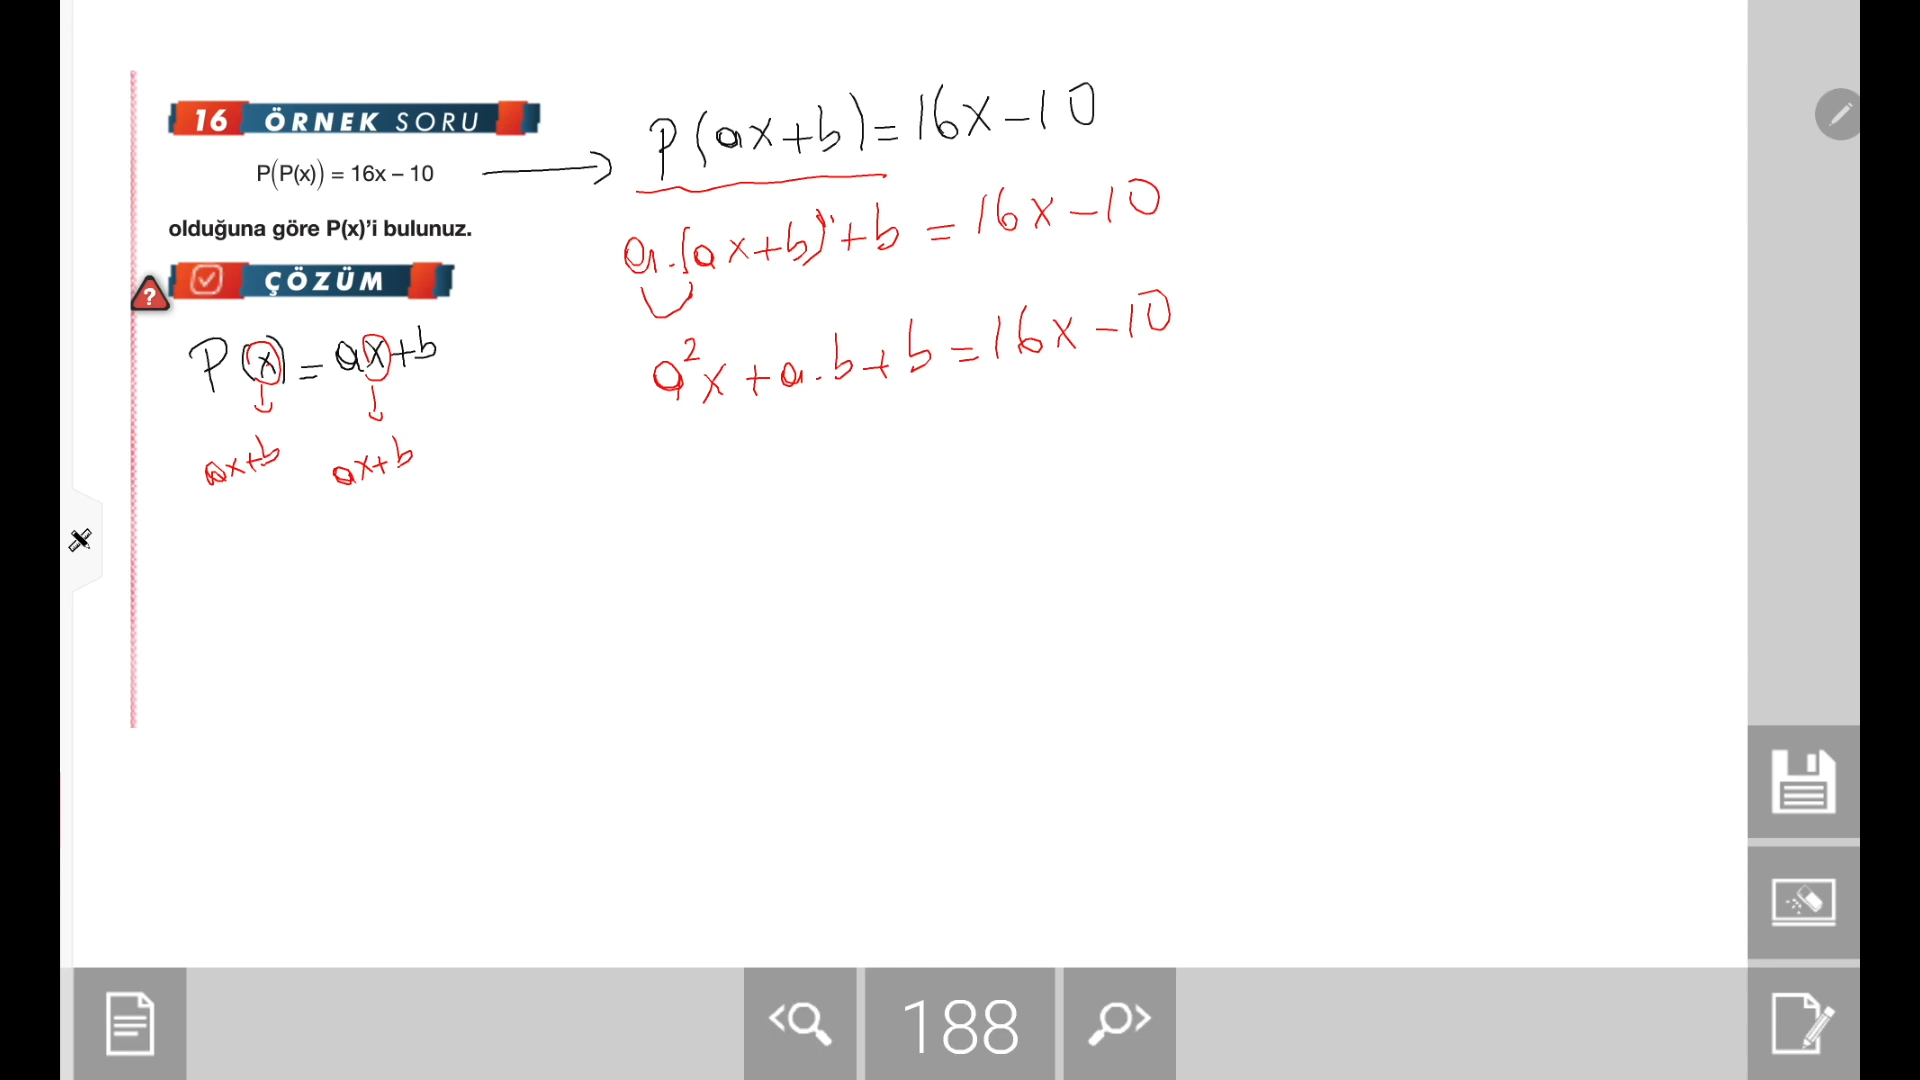 16 ÖRNEK SORU
P(P(x)) = 16x – 10
olduğuna göre P(x)'i bulunuz.
ÇÖZÜM
?
P(x) = ax+b
ax+b ax+b
P(ax+b) = 16x-10
a.(ax+b)+b = 16x-10
a²x + a.b + b = 16x-10
188